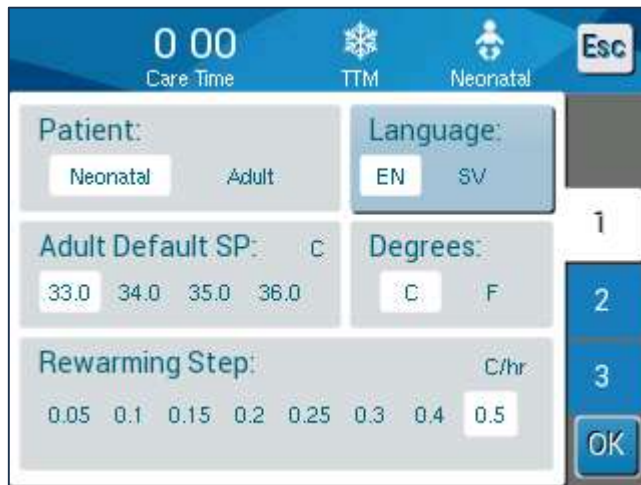 0 00
Care Time
TTM
Neonatal
Esc
Patient:
Neonatal Adult
Language:
EN SV
Adult Default SP: C
33.0 34.0 35.0 36.0
Degrees:
C F
Rewarming Step: C/hr
0.05 0.1 0.15 0.2 0.25 0.3 0.4 0.5
1
2
3
OK